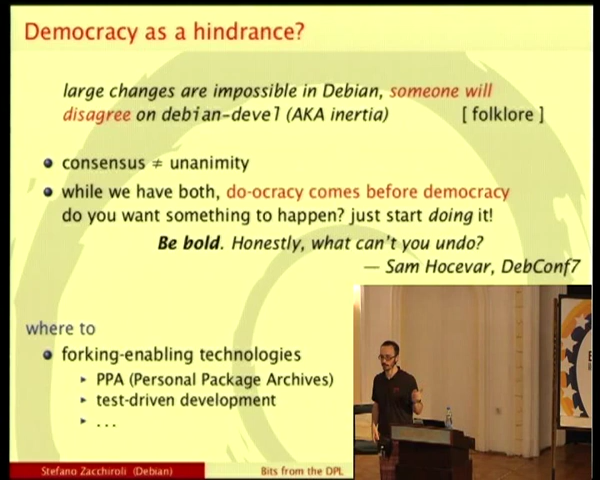 Democracy as a hindrance?
large changes are impossible in Debian, someone will
disagree on debian-devel (AKA inertia) [ folklore ]
consensus ≠ unanimity
while we have both, do-ocracy comes before democracy
do you want something to happen? just start doing it!
Be bold. Honestly, what can't you undo?
— Sam Hocevar, DebConf7
where to
forking-enabling technologies
PPA (Personal Package Archives)
test-driven development
...
Stefano Zacchiroli (Debian) Bits from the DPL